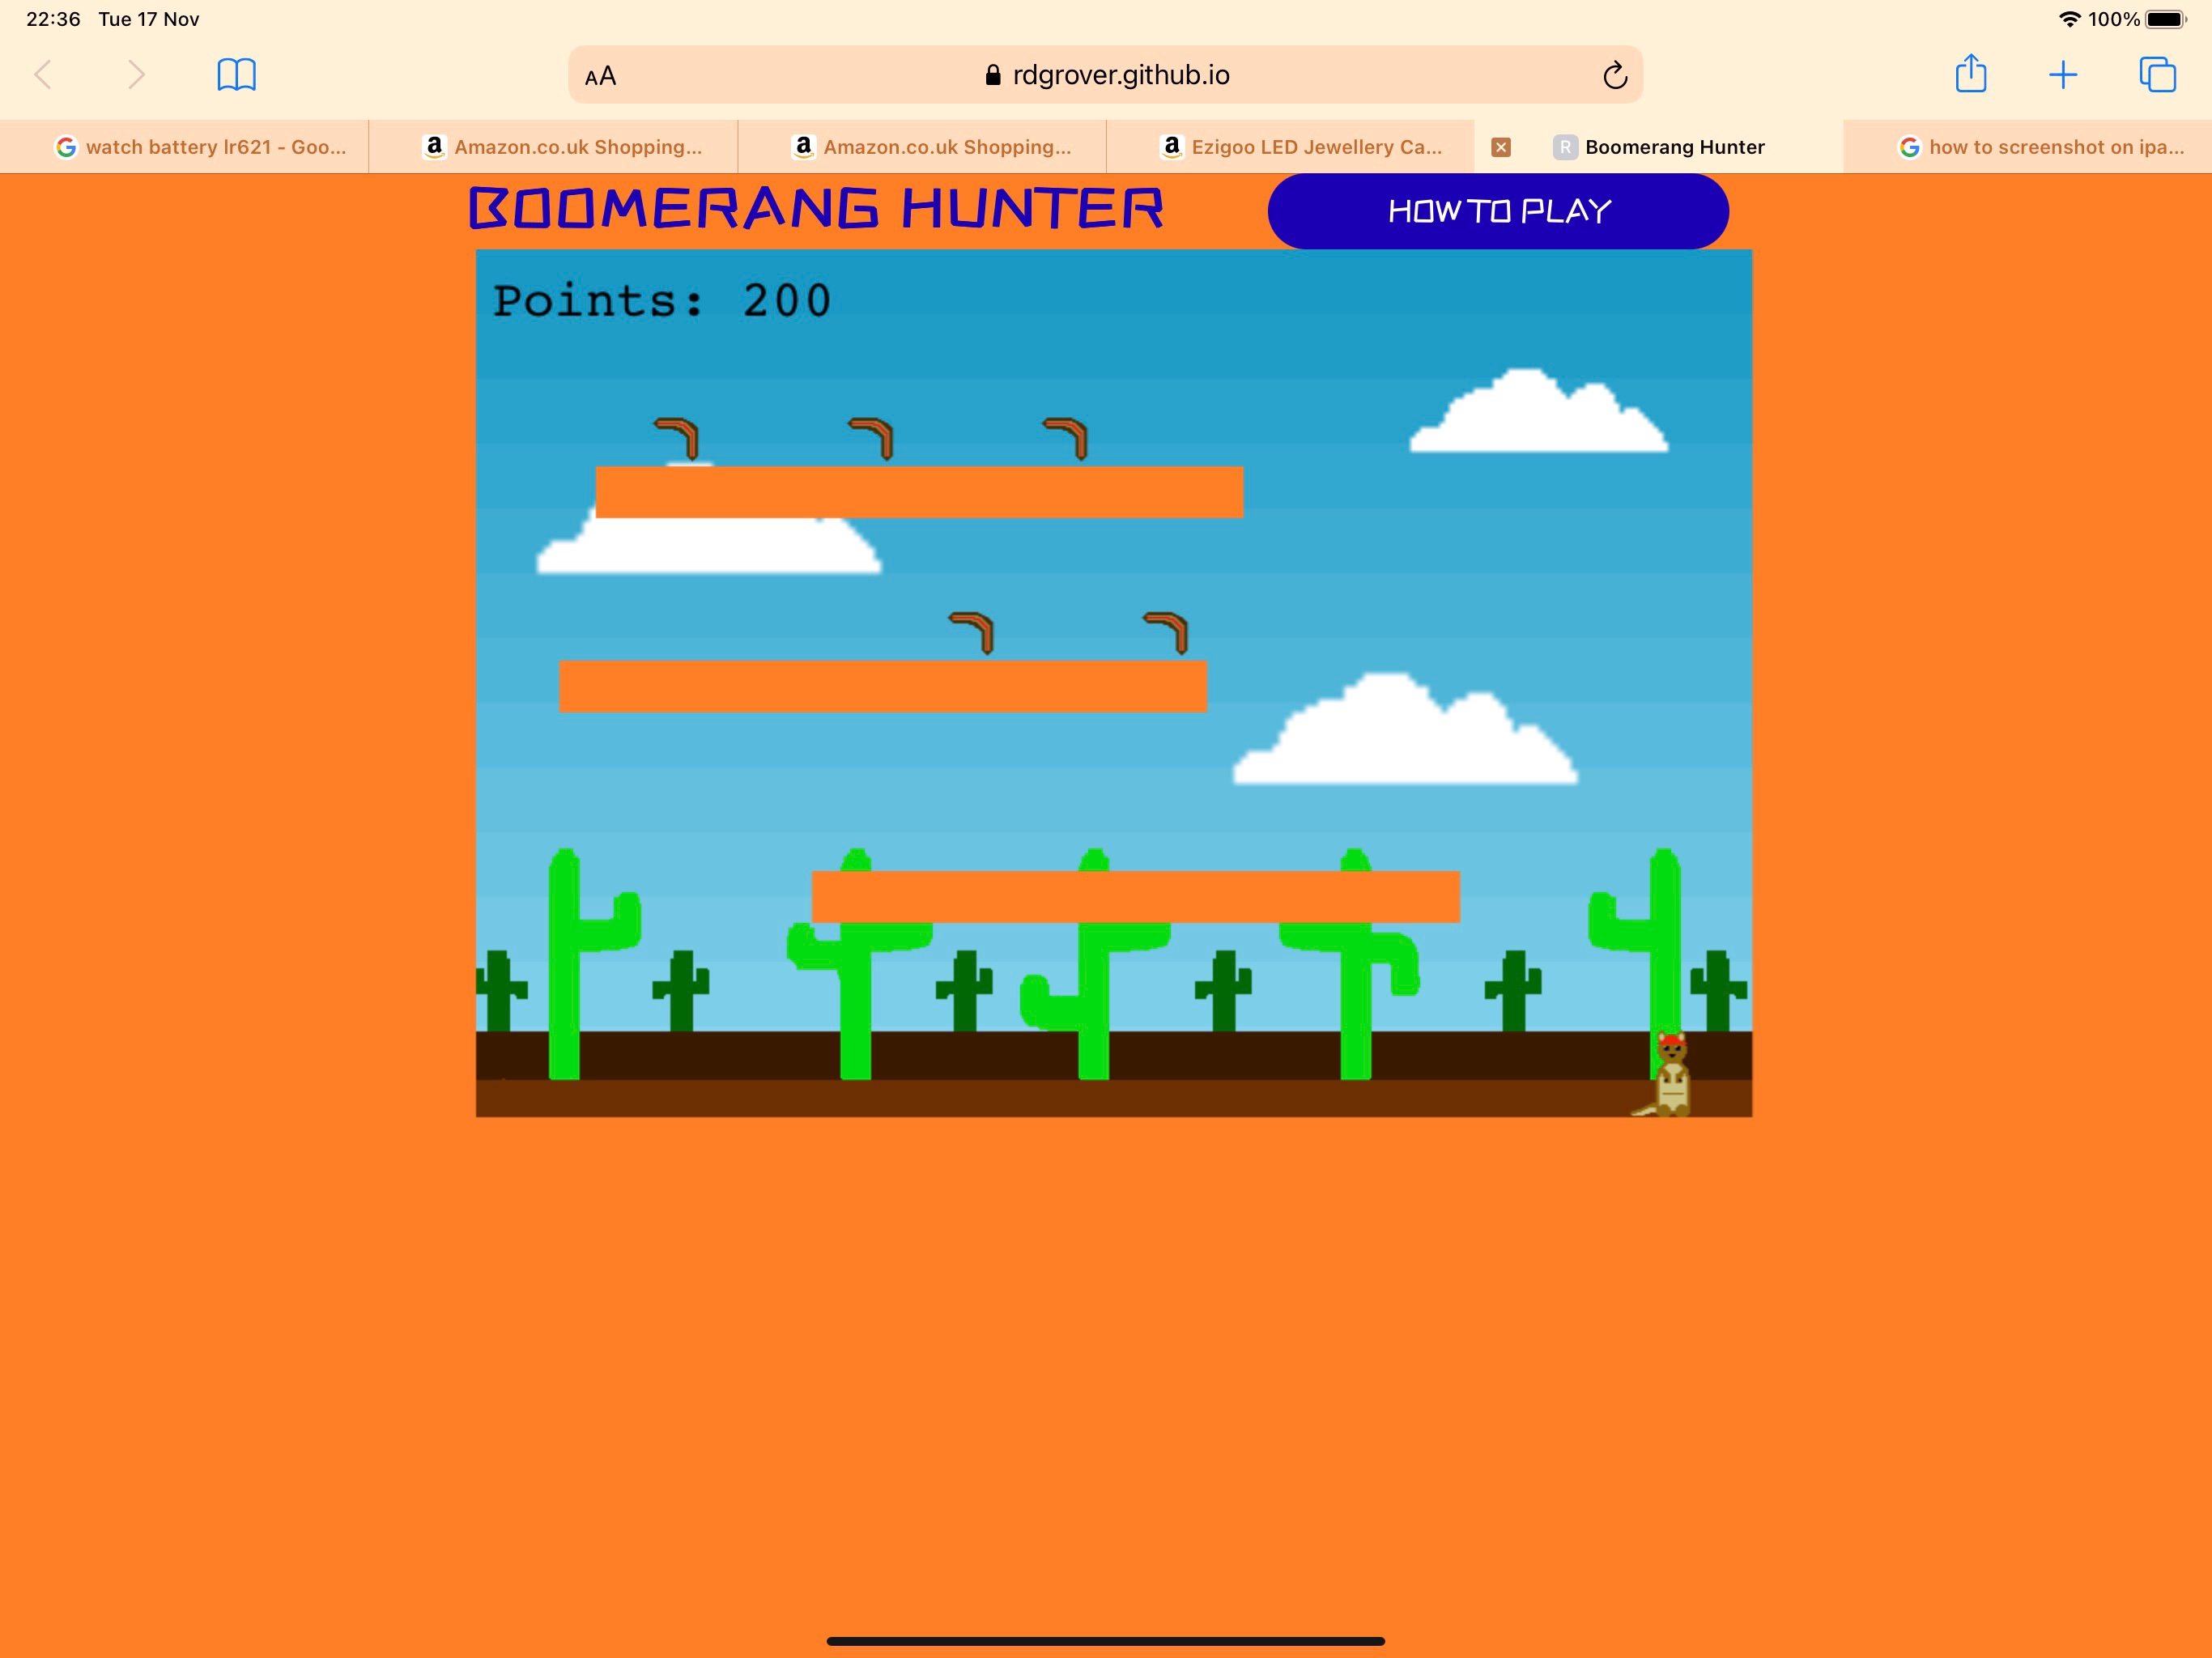 22:36 Tue 17 Nov 100%
AA rdgrover.github.io
watch battery lr621 - Goo...
Amazon.co.uk Shopping...
Amazon.co.uk Shopping...
Ezigoo LED Jewellery Ca...
R Boomerang Hunter
how to screenshot on ipa...
BOOMERANG HUNTER
HOW TO PLAY
Points: 200